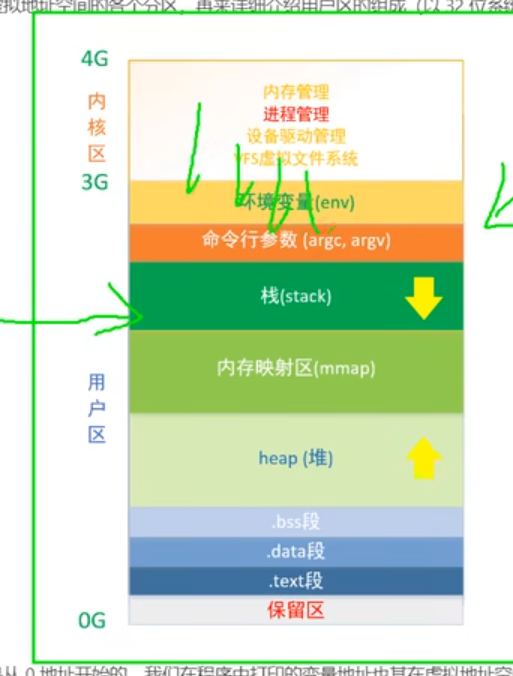 虚拟地址空间的各个分区，再来详细介绍用户区的组成（以 32 位系统
4G
内核区
内存管理
进程管理
设备驱动管理
VFS虚拟文件系统
3G
环境变量(env)
命令行参数 (argc, argv)
栈(stack)
内存映射区(mmap)
用户区
heap (堆)
.bss段
.data段
.text段
保留区
0G
从 0 地址开始的，我们在程序中打印的变量地址也其在虚拟地址空